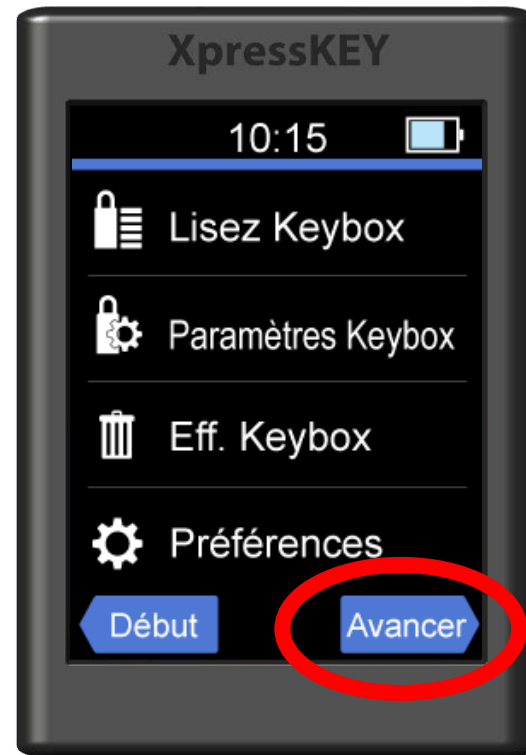 XpressKEY
10:15
Lisez Keybox
Paramètres Keybox
Eff. Keybox
Préférences
Début
Avancer